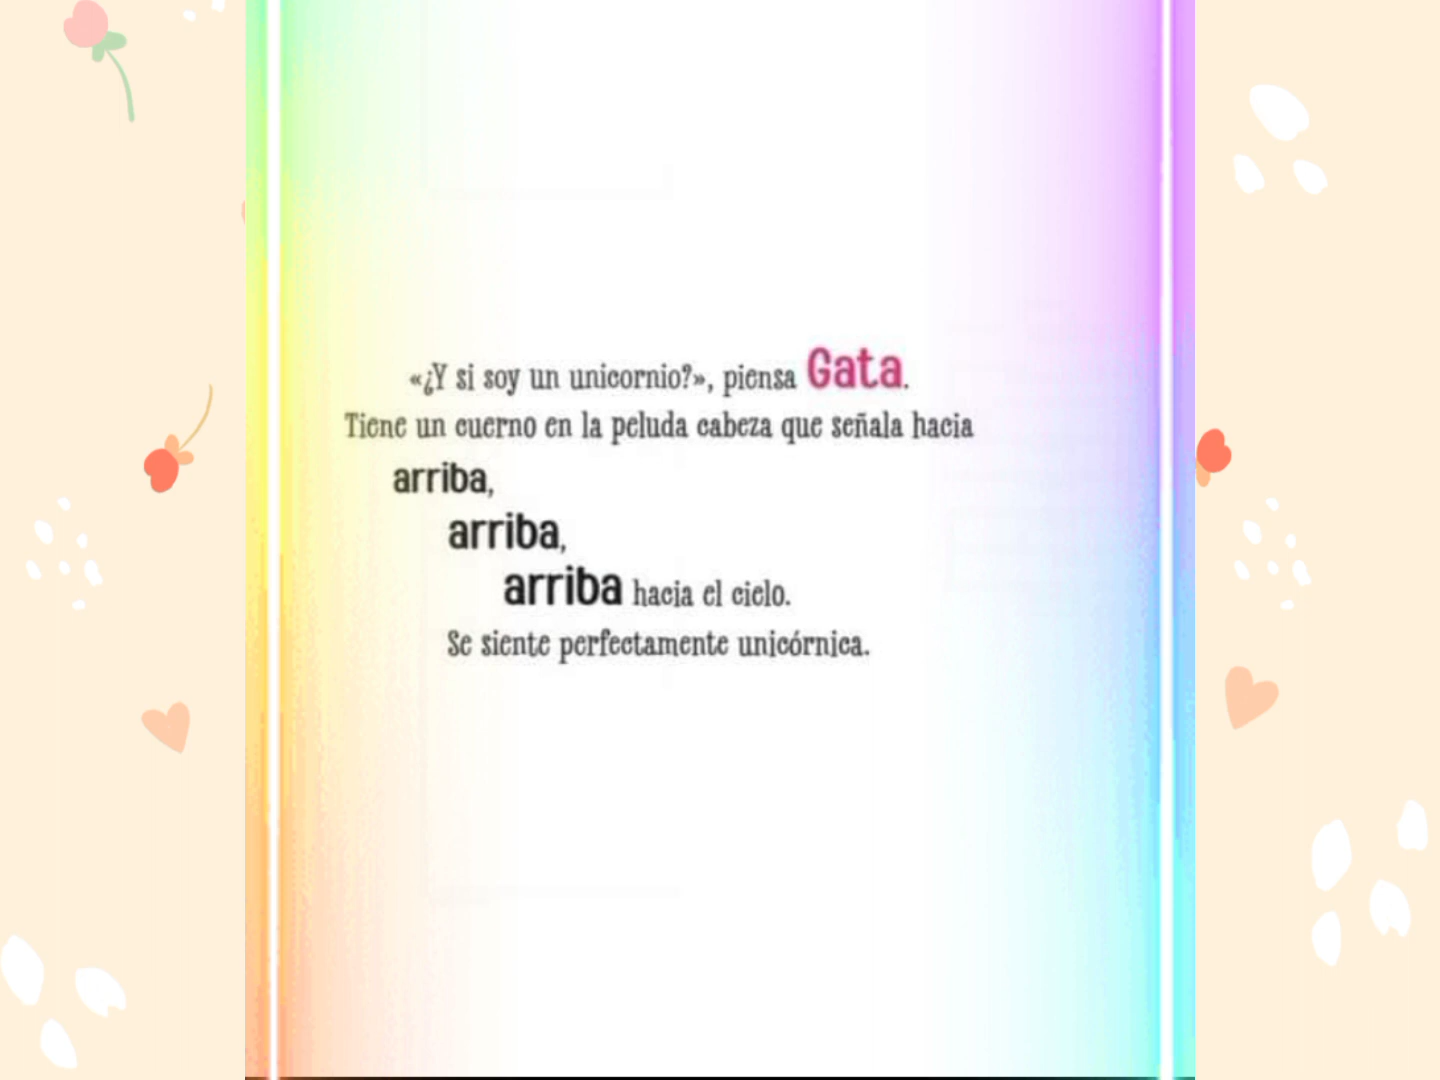 «¿Y si soy un unicornio?», piensa Gata.
Tiene un cuerno en la peluda cabeza que señala hacia
arriba,
arriba,
arriba hacia el cielo.
Se siente perfectamente unicórnica.